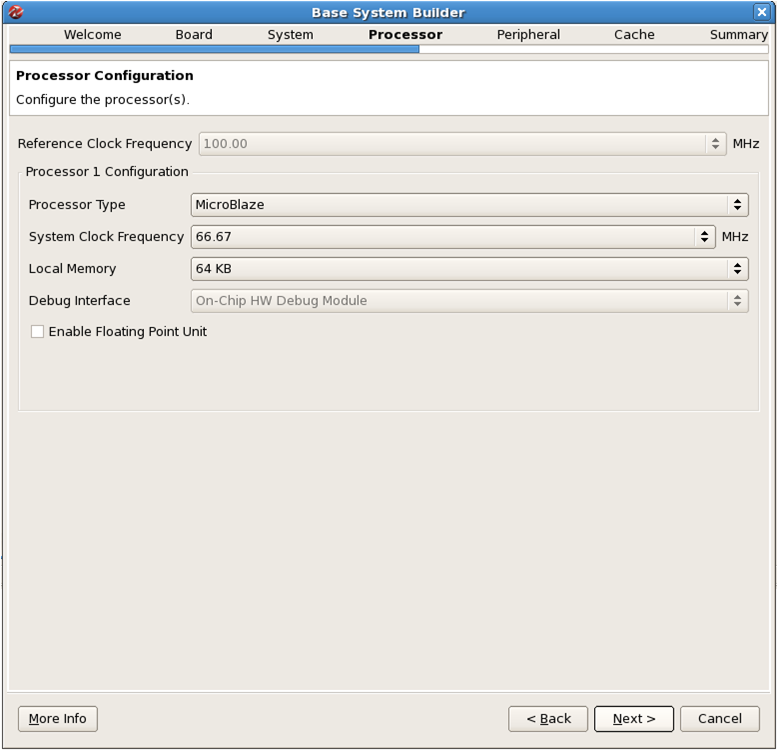 Base System Builder
Welcome Board System Processor Peripheral Cache Summary
Processor Configuration
Configure the processor(s).
Reference Clock Frequency 100.00 MHz
Processor 1 Configuration
Processor Type MicroBlaze
System Clock Frequency 66.67 MHz
Local Memory 64 KB
Debug Interface On-Chip HW Debug Module
Enable Floating Point Unit
More Info < Back Next > Cancel